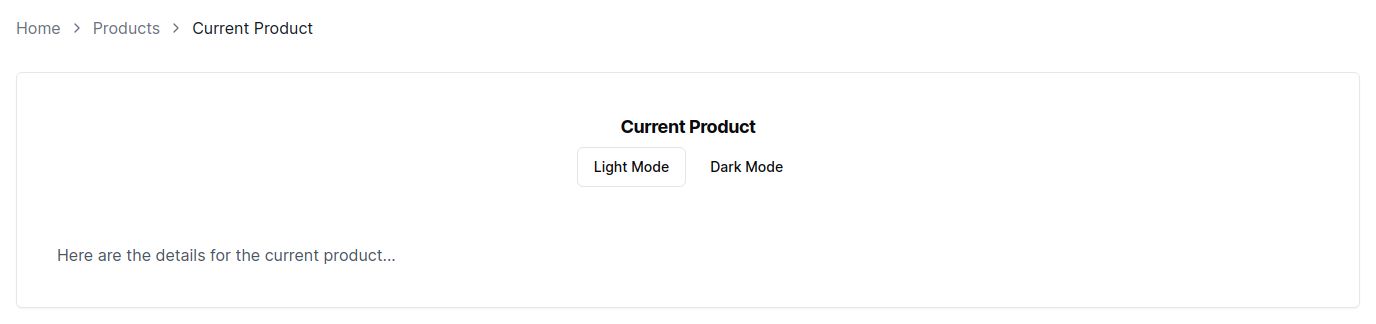 Home > Products > Current Product
Current Product
Light Mode Dark Mode
Here are the details for the current product...